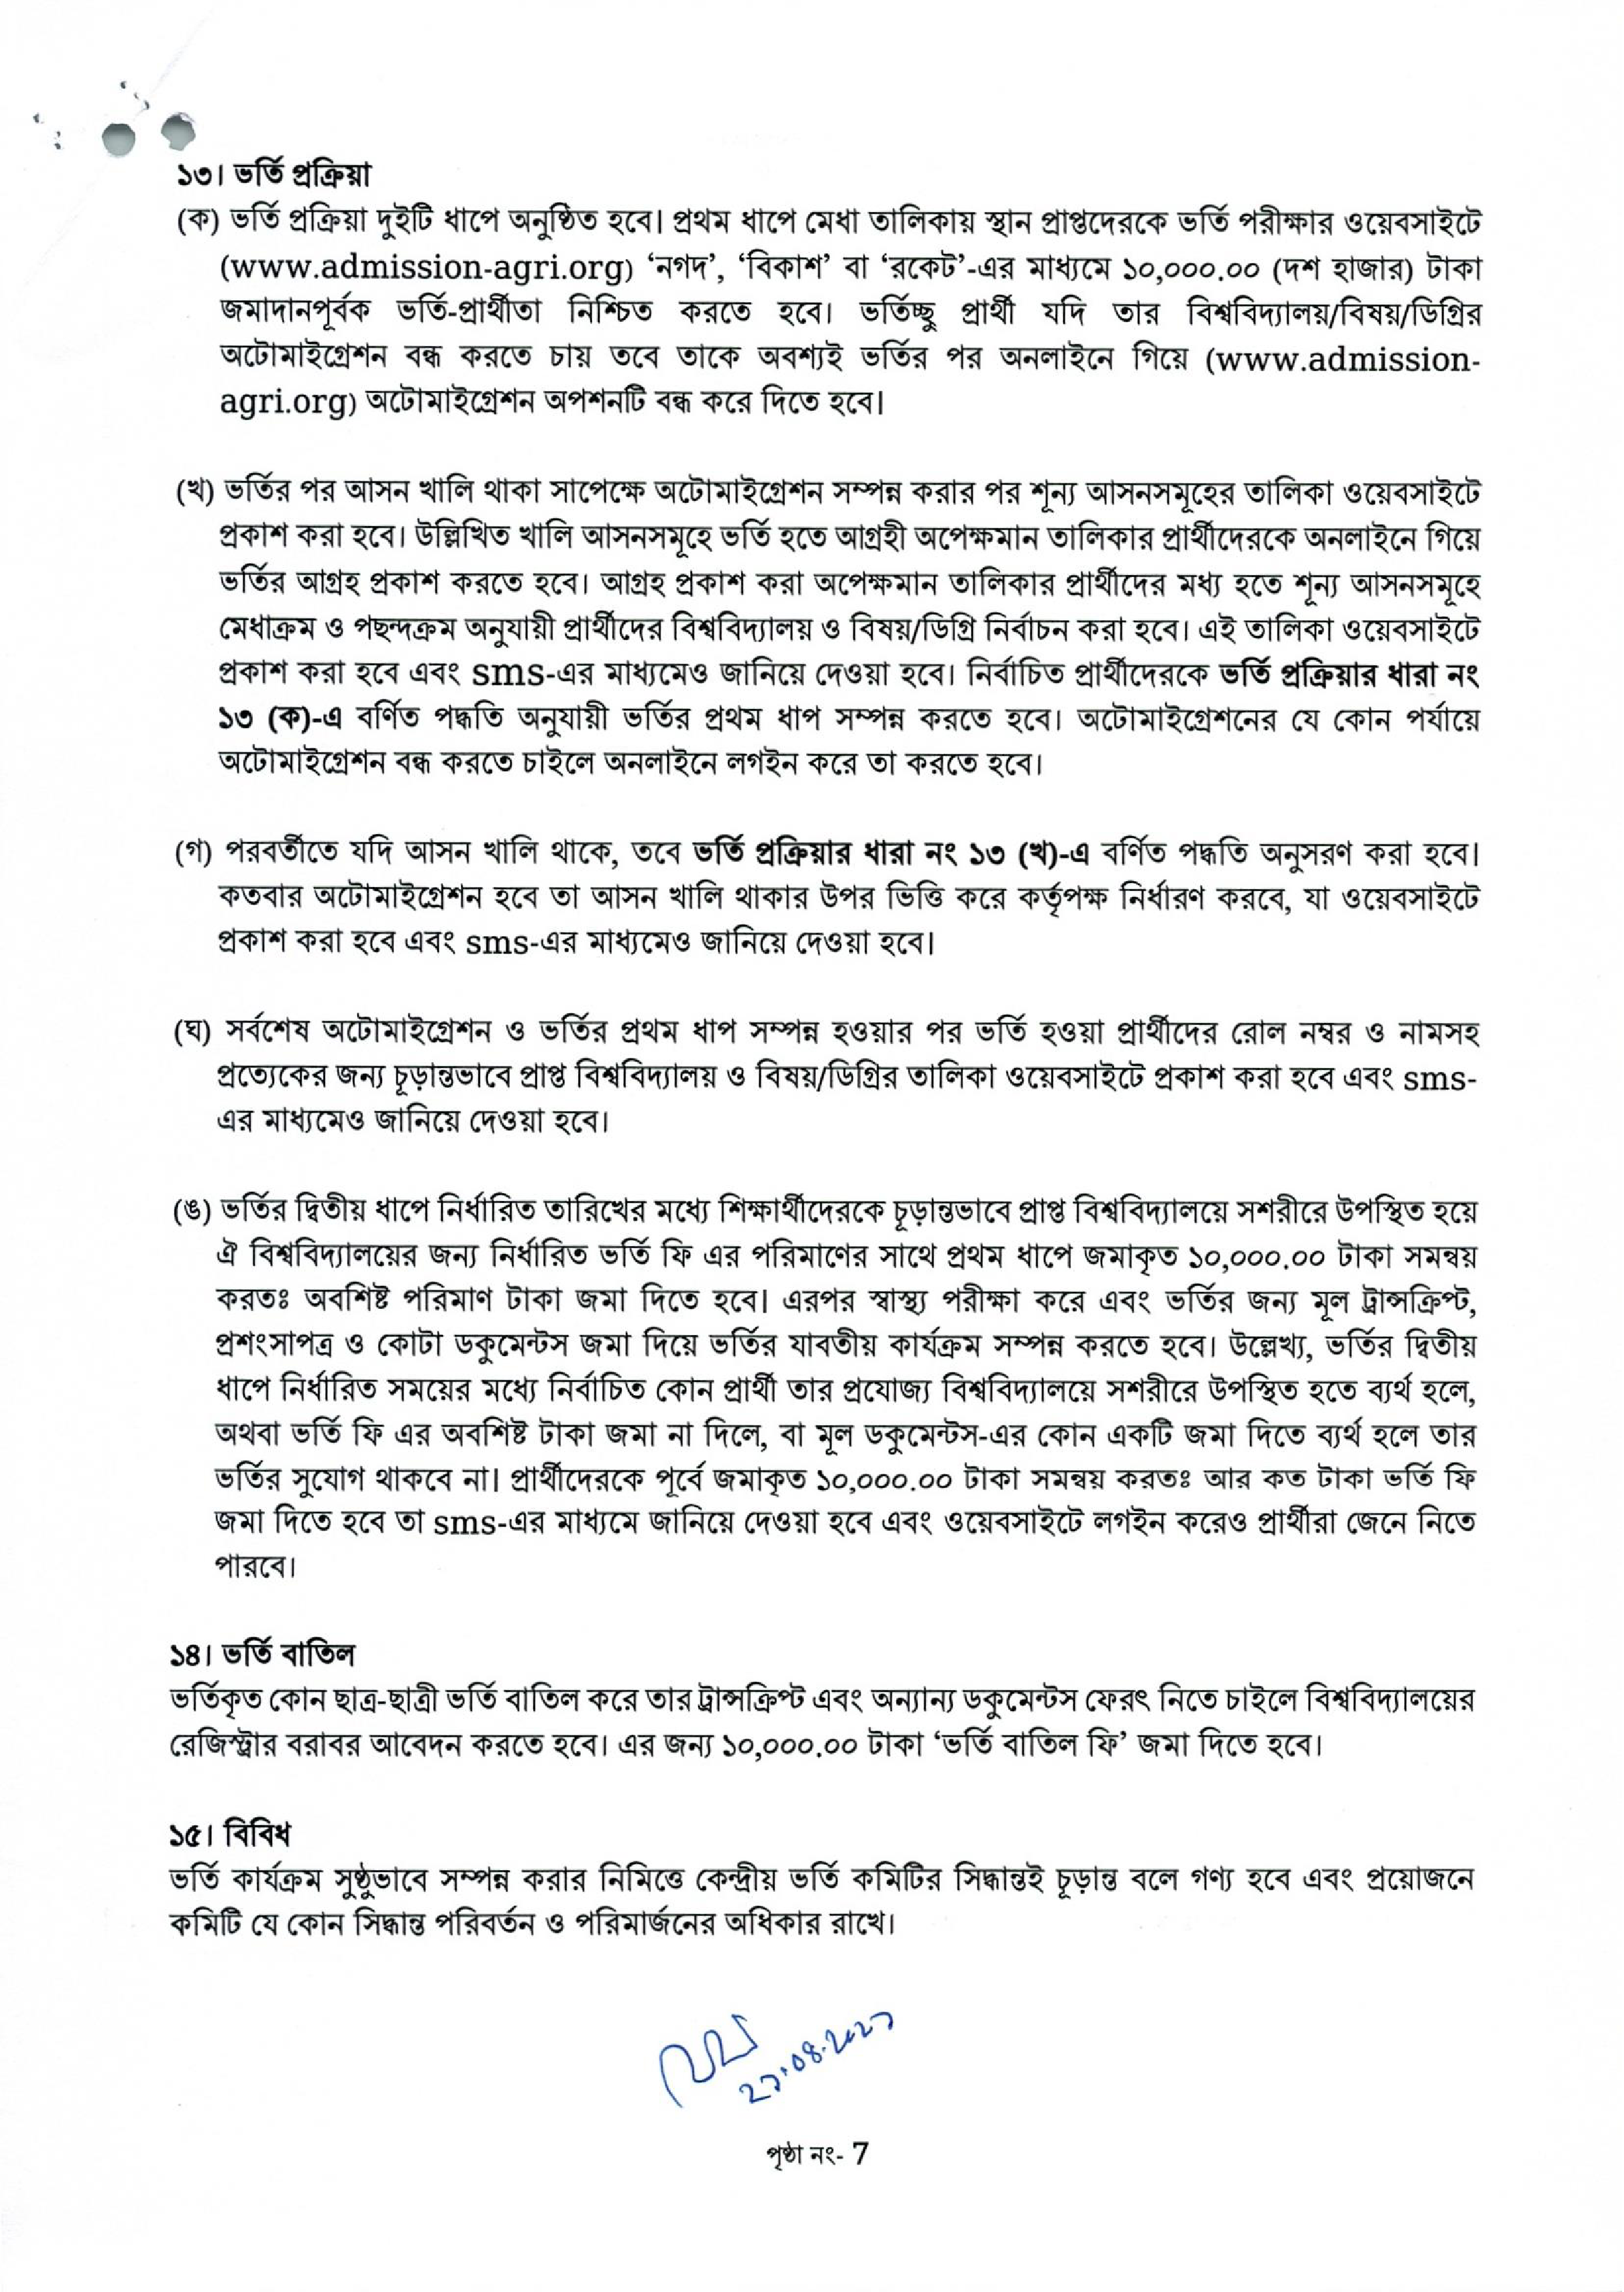 ১৩। ভর্তি প্রক্রিয়া
(ক) ভর্তি প্রক্রিয়া দুইটি ধাপে অনুষ্ঠিত হবে। প্রথম ধাপে মেধা তালিকায় স্থান প্রাপ্তদেরকে ভর্তি পরীক্ষার ওয়েবসাইটে
(www.admission-agri.org) ‘নগদ’, ‘বিকাশ’ বা ‘রকেট’-এর মাধ্যমে ১০,০০০.০০ (দশ হাজার) টাকা
জমাদানপূর্বক ভর্তি-প্রার্থীতা নিশ্চিত করতে হবে। ভর্তিচ্ছু প্রার্থী যদি তার বিশ্ববিদ্যালয়/বিষয়/ডিগ্রির
অটোমাইগ্রেশন বন্ধ করতে চায় তবে তাকে অবশ্যই ভর্তির পর অনলাইনে গিয়ে (www.admission-
agri.org) অটোমাইগ্রেশন অপশনটি বন্ধ করে দিতে হবে।
(খ) ভর্তির পর আসন খালি থাকা সাপেক্ষে অটোমাইগ্রেশন সম্পন্ন করার পর শূন্য আসনসমূহের তালিকা ওয়েবসাইটে
প্রকাশ করা হবে। উল্লিখিত খালি আসনসমূহে ভর্তি হতে আগ্রহী অপেক্ষমান তালিকার প্রার্থীদেরকে অনলাইনে গিয়ে
ভর্তির আগ্রহ প্রকাশ করতে হবে। আগ্রহ প্রকাশ করা অপেক্ষমান তালিকার প্রার্থীদের মধ্য হতে শূন্য আসনসমূহে
মেধাক্রম ও পছন্দক্রম অনুযায়ী প্রার্থীদের বিশ্ববিদ্যালয় ও বিষয়/ডিগ্রি নির্বাচন করা হবে। এই তালিকা ওয়েবসাইটে
প্রকাশ করা হবে এবং sms-এর মাধ্যমেও জানিয়ে দেওয়া হবে। নির্বাচিত প্রার্থীদেরকে ভর্তি প্রক্রিয়ার ধারা নং
১৩ (ক)-এ বর্ণিত পদ্ধতি অনুযায়ী ভর্তির প্রথম ধাপ সম্পন্ন করতে হবে। অটোমাইগ্রেশনের যে কোন পর্যায়ে
অটোমাইগ্রেশন বন্ধ করতে চাইলে অনলাইনে লগইন করে তা করতে হবে।
(গ) পরবর্তীতে যদি আসন খালি থাকে, তবে ভর্তি প্রক্রিয়ার ধারা নং ১৩ (খ)-এ বর্ণিত পদ্ধতি অনুসরণ করা হবে।
কতবার অটোমাইগ্রেশন হবে তা আসন খালি থাকার উপর ভিত্তি করে কর্তৃপক্ষ নির্ধারণ করবে, যা ওয়েবসাইটে
প্রকাশ করা হবে এবং sms-এর মাধ্যমেও জানিয়ে দেওয়া হবে।
(ঘ) সর্বশেষ অটোমাইগ্রেশন ও ভর্তির প্রথম ধাপ সম্পন্ন হওয়ার পর ভর্তি হওয়া প্রার্থীদের রোল নম্বর ও নামসহ
প্রত্যেকের জন্য চূড়ান্তভাবে প্রাপ্ত বিশ্ববিদ্যালয় ও বিষয়/ডিগ্রির তালিকা ওয়েবসাইটে প্রকাশ করা হবে এবং sms-
এর মাধ্যমেও জানিয়ে দেওয়া হবে।
(ঙ) ভর্তির দ্বিতীয় ধাপে নির্ধারিত তারিখের মধ্যে শিক্ষার্থীদেরকে চূড়ান্তভাবে প্রাপ্ত বিশ্ববিদ্যালয়ে সশরীরে উপস্থিত হয়ে
ঐ বিশ্ববিদ্যালয়ের জন্য নির্ধারিত ভর্তি ফি এর পরিমাণের সাথে প্রথম ধাপে জমাকৃত ১০,০০০.০০ টাকা সমন্বয়
করতঃ অবশিষ্ট পরিমাণ টাকা জমা দিতে হবে। এরপর স্বাস্থ্য পরীক্ষা করে এবং ভর্তির জন্য মূল ট্রান্সক্রিপ্ট,
প্রশংসাপত্র ও কোটা ডকুমেন্টস জমা দিয়ে ভর্তির যাবতীয় কার্যক্রম সম্পন্ন করতে হবে। উল্লেখ্য, ভর্তির দ্বিতীয়
ধাপে নির্ধারিত সময়ের মধ্যে নির্বাচিত কোন প্রার্থী তার প্রযোজ্য বিশ্ববিদ্যালয়ে সশরীরে উপস্থিত হতে ব্যর্থ হলে,
অথবা ভর্তি ফি এর অবশিষ্ট টাকা জমা না দিলে, বা মূল ডকুমেন্টস-এর কোন একটি জমা দিতে ব্যর্থ হলে তার
ভর্তির সুযোগ থাকবে না। প্রার্থীদেরকে পূর্বে জমাকৃত ১০,০০০.০০ টাকা সমন্বয় করতঃ আর কত টাকা ভর্তি ফি
জমা দিতে হবে তা sms-এর মাধ্যমে জানিয়ে দেওয়া হবে এবং ওয়েবসাইটে লগইন করেও প্রার্থীরা জেনে নিতে
পারবে।
১৪। ভর্তি বাতিল
ভর্তিকৃত কোন ছাত্র-ছাত্রী ভর্তি বাতিল করে তার ট্রান্সক্রিপ্ট এবং অন্যান্য ডকুমেন্টস ফেরৎ নিতে চাইলে বিশ্ববিদ্যালয়ের
রেজিস্ট্রার বরাবর আবেদন করতে হবে। এর জন্য ১০,০০০.০০ টাকা ‘ভর্তি বাতিল ফি’ জমা দিতে হবে।
১৫। বিবিধ
ভর্তি কার্যক্রম সুষ্ঠুভাবে সম্পন্ন করার নিমিত্তে কেন্দ্রীয় ভর্তি কমিটির সিদ্ধান্তই চূড়ান্ত বলে গণ্য হবে এবং প্রয়োজনে
কমিটি যে কোন সিদ্ধান্ত পরিবর্তন ও পরিমার্জনের অধিকার রাখে।
পৃষ্ঠা নং- 7